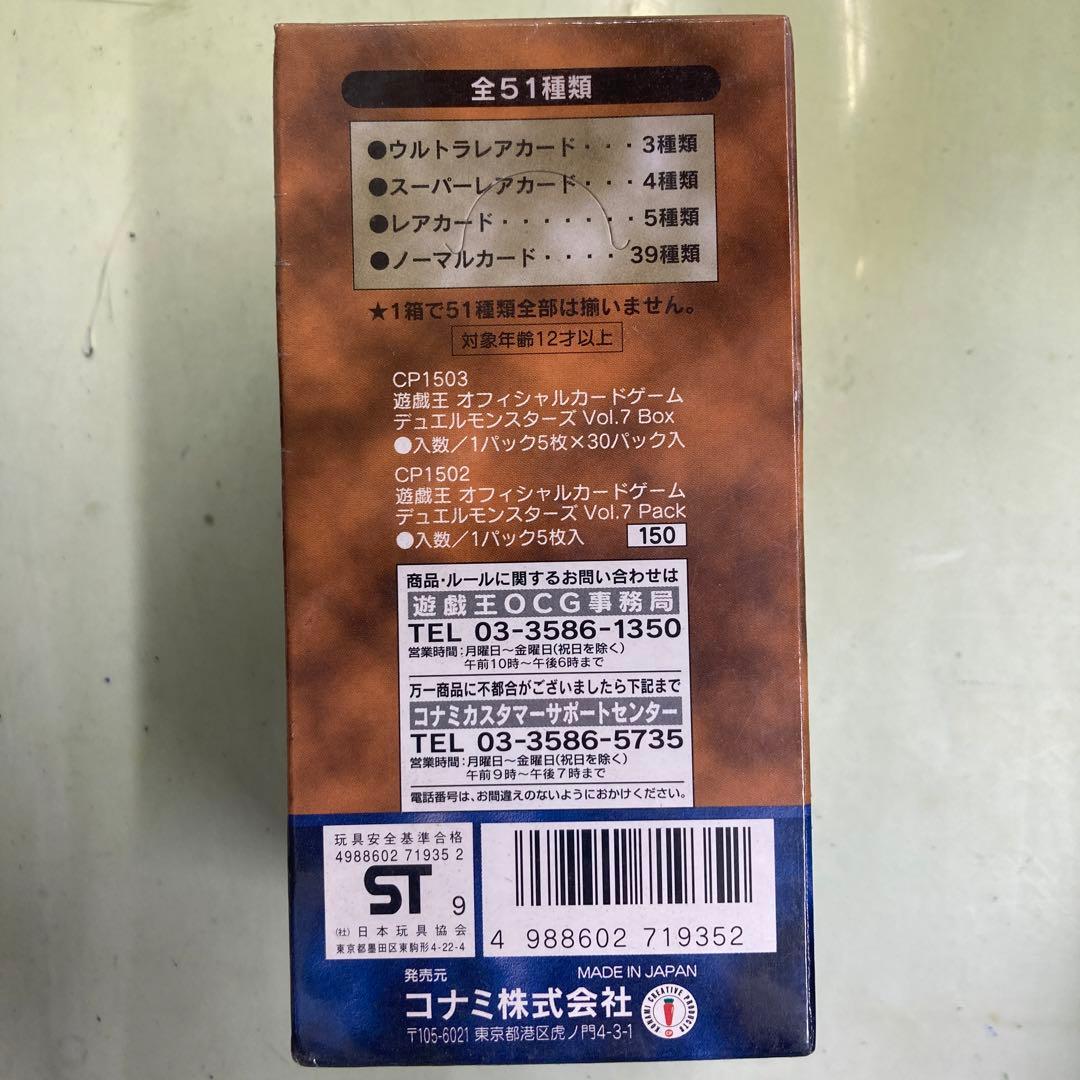 全51種類
●ウルトラレアカード・・・3種類
●スーパーレアカード・・・4種類
●レアカード・・・・・・・5種類
●ノーマルカード・・・・39種類
★1箱で51種類全部は揃いません。
対象年齢12才以上
CP1503
遊戯王 オフィシャルカードゲーム
デュエルモンスターズ Vol.7 Box
●入数/1パック5枚×30パック入
CP1502
遊戯王 オフィシャルカードゲーム
デュエルモンスターズ Vol.7 Pack
●入数/1パック5枚入 150
商品・ルールに関するお問い合わせは
遊戯王OCG事務局
TEL 03-3586-1350
営業時間:月曜日〜金曜日(祝日を除く)
午前10時〜午後6時まで
万一商品に不都合がございましたら下記まで
コナミカスタマーサポートセンター
TEL 03-3586-5735
営業時間:月曜日〜金曜日(祝日を除く)
午前9時〜午後7時まで
電話番号は、お間違えのないようにおかけください。
玩具安全基準合格
4988602 71935 2
ST 9
(社)日本玩具協会
東京都墨田区東駒形4-22-4
4 988602 719352
発売元
MADE IN JAPAN
コナミ株式会社
KONAMI CREATIVE PRODUCTS
〒105-6021 東京都港区虎ノ門4-3-1